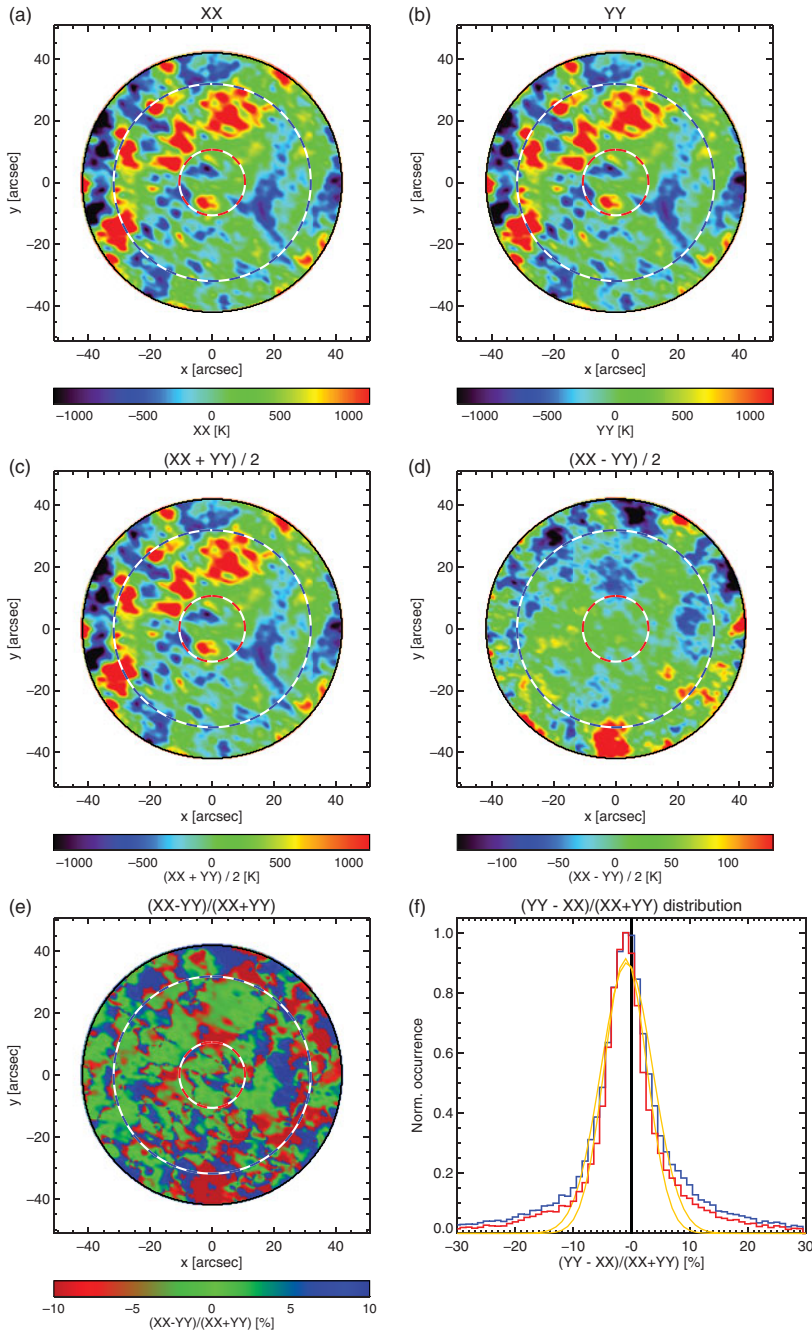 (a) XX
40
20
0
−20
−40
y [arcsec]
−40 −20 0 20 40
x [arcsec]
−1000 −500 0 500 1000
XX [K]
(b) YY
40
20
0
−20
−40
y [arcsec]
−40 −20 0 20 40
x [arcsec]
−1000 −500 0 500 1000
YY [K]
(c) (XX + YY) / 2
40
20
0
−20
−40
y [arcsec]
−40 −20 0 20 40
x [arcsec]
−1000 −500 0 500 1000
(XX + YY) / 2 [K]
(d) (XX - YY) / 2
40
20
0
−20
−40
y [arcsec]
−40 −20 0 20 40
x [arcsec]
−100 −50 0 50 100
(XX - YY) / 2 [K]
(e) (XX-YY)/(XX+YY)
40
20
0
−20
−40
y [arcsec]
−40 −20 0 20 40
x [arcsec]
−10 −5 0 5 10
(XX-YY)/(XX+YY) [%]
(f) (YY - XX)/(XX+YY) distribution
1.0
0.8
0.6
0.4
0.2
0.0
Norm. occurrence
−30 −20 −10 −0 10 20 30
(YY - XX)/(XX+YY) [%]